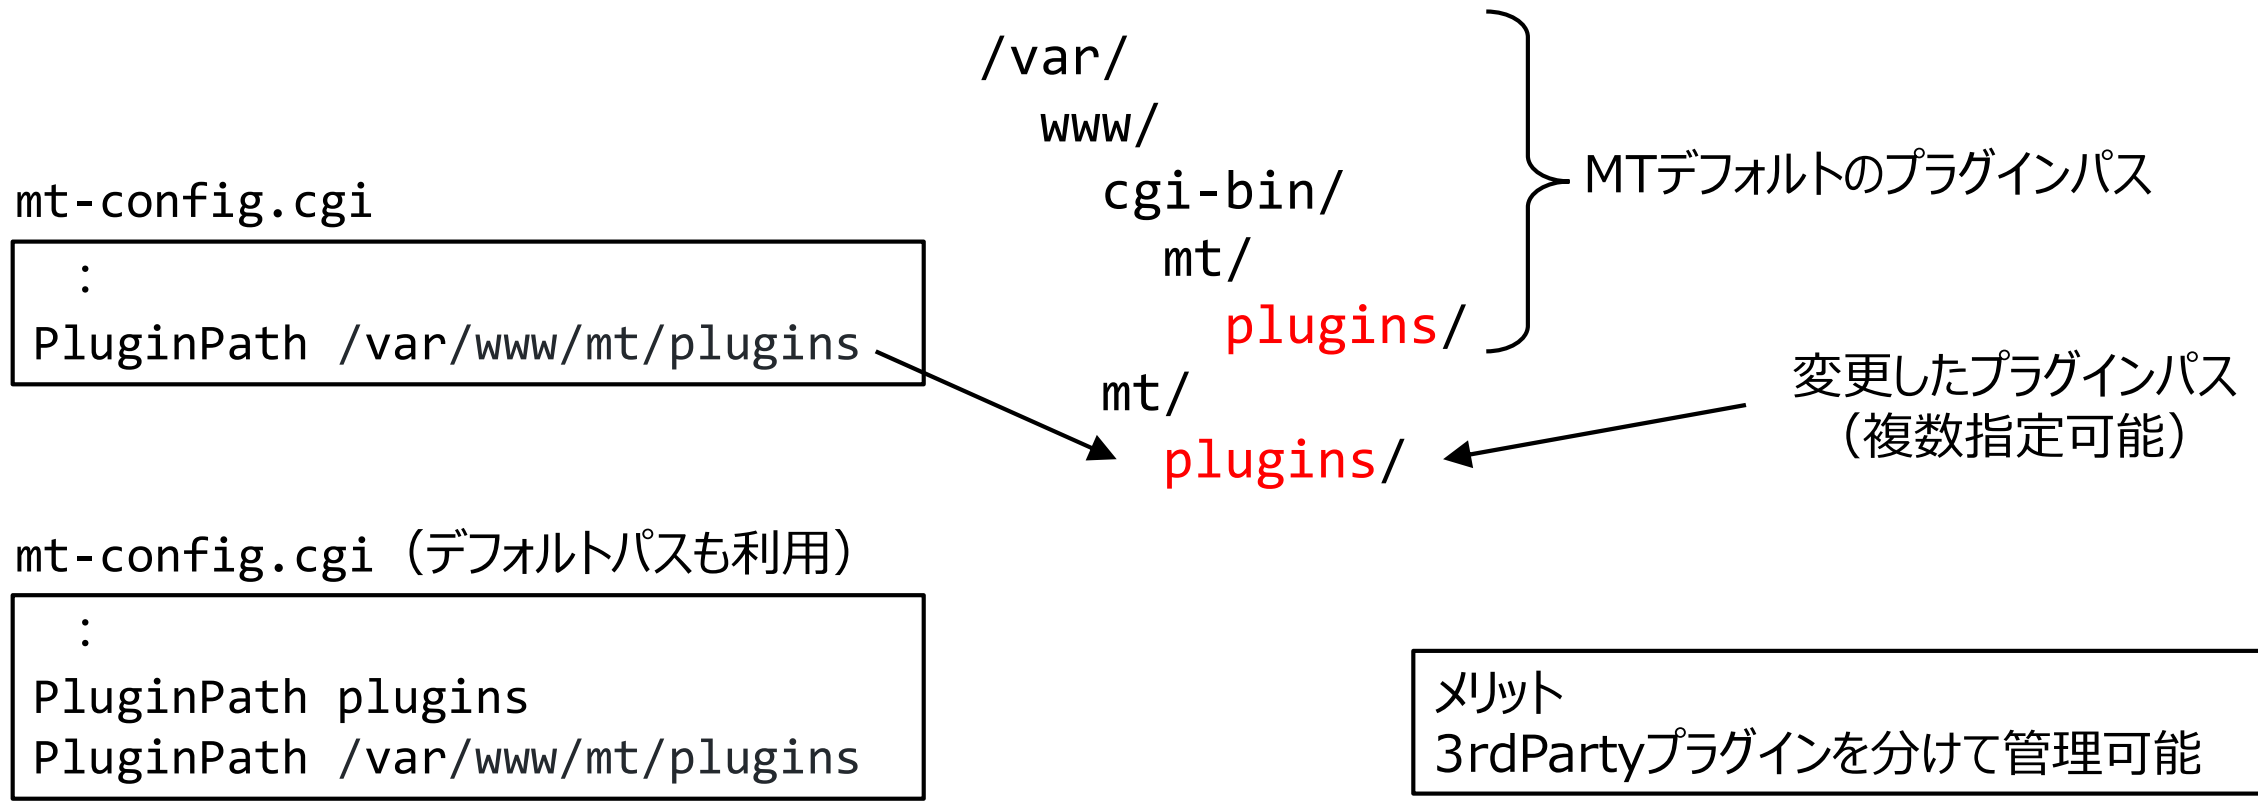 mt-config.cgi
:
PluginPath /var/www/mt/plugins
/var/
www/
cgi-bin/
mt/
plugins/
mt/
plugins/
MTデフォルトのプラグインパス
変更したプラグインパス
（複数指定可能）
mt-config.cgi（デフォルトパスも利用）
:
PluginPath plugins
PluginPath /var/www/mt/plugins
メリット
3rdPartyプラグインを分けて管理可能